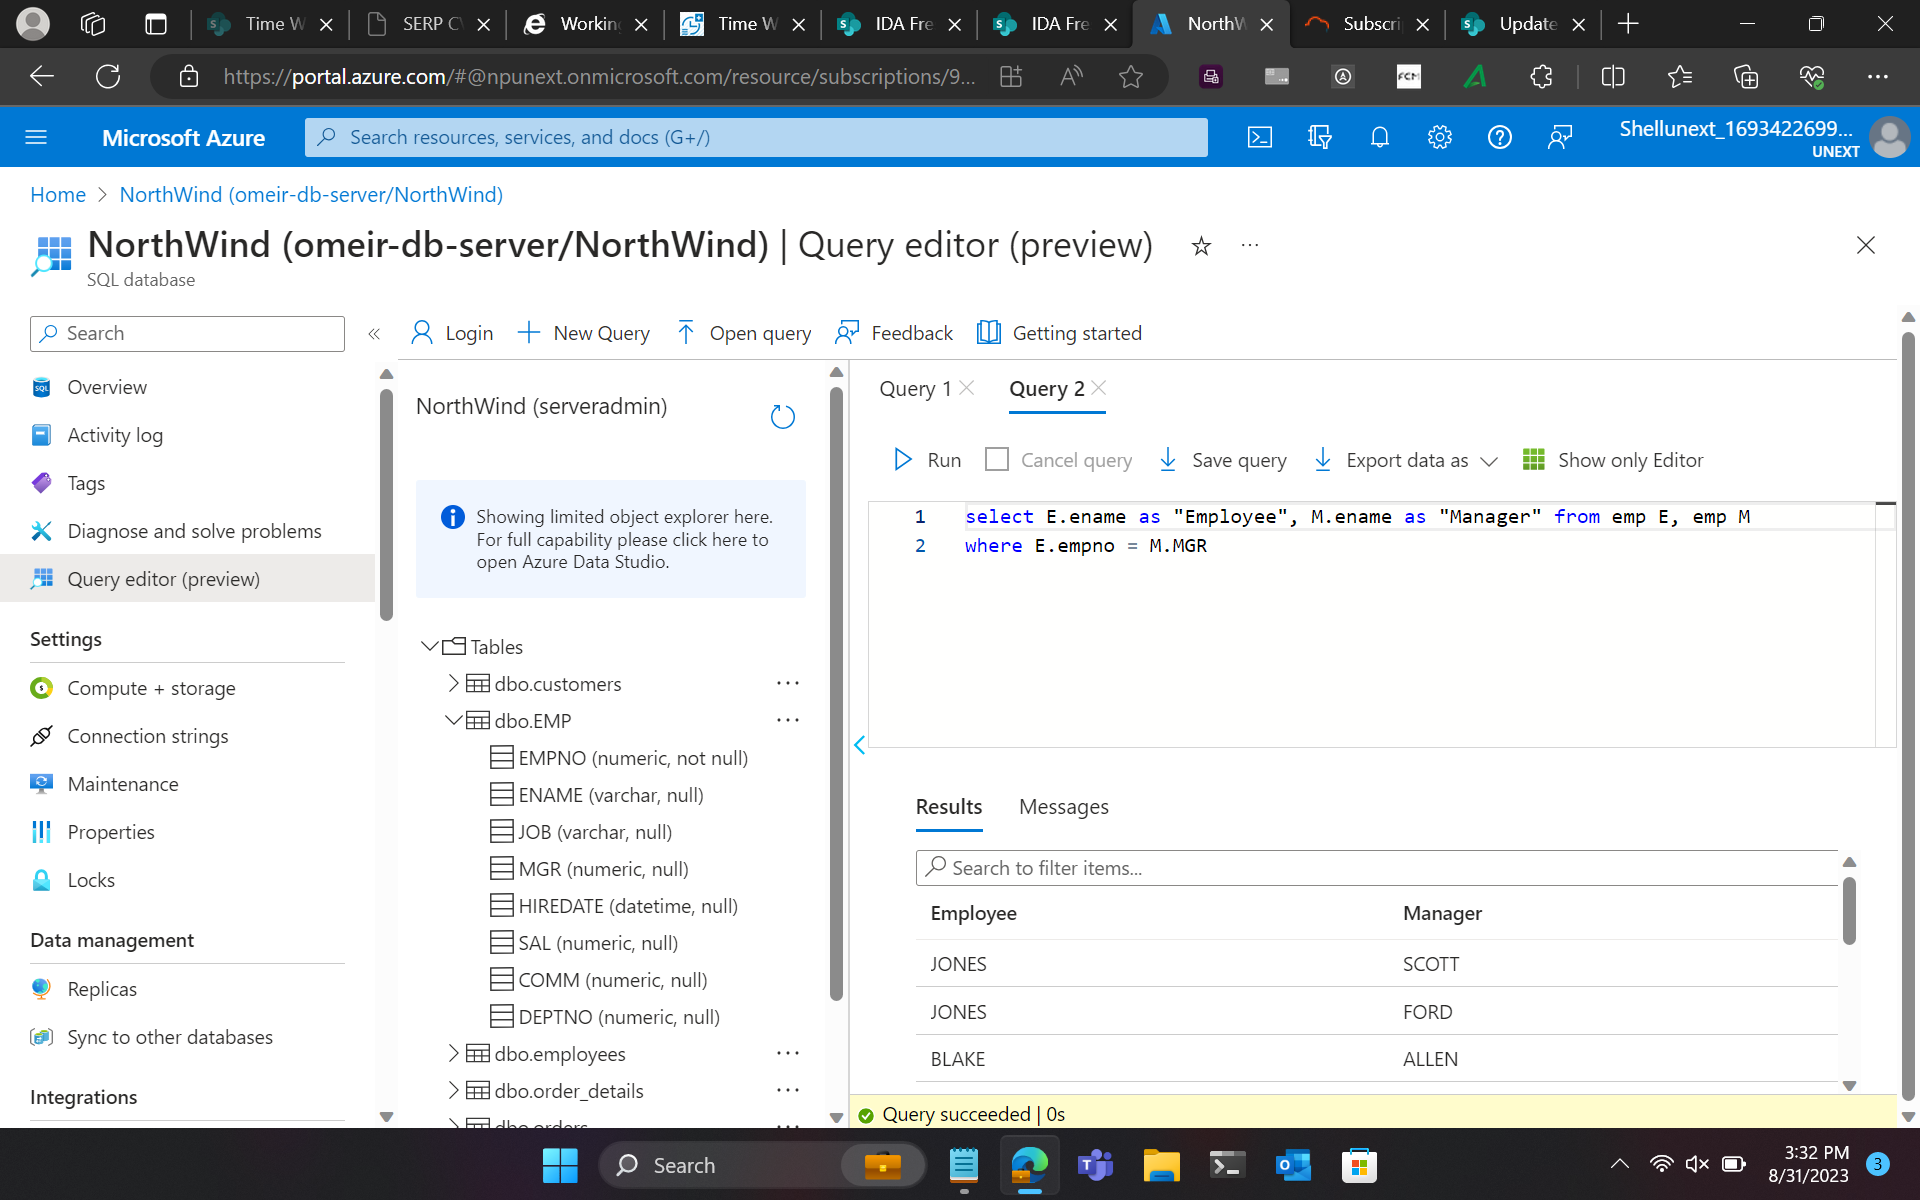 Time W
SERP C
Working
Time W
IDA Fre
IDA Fre
NorthW
Subscri
Update
https://portal.azure.com/#@npunext.onmicrosoft.com/resource/subscriptions/9...
FCM
Microsoft Azure
Search resources, services, and docs (G+/)
Shellunext_1693422699...
UNEXT
Home > NorthWind (omeir-db-server/NorthWind)
NorthWind (omeir-db-server/NorthWind) | Query editor (preview)
SQL database
Search
Overview
Activity log
Tags
Diagnose and solve problems
Query editor (preview)
Settings
Compute + storage
Connection strings
Maintenance
Properties
Locks
Data management
Replicas
Sync to other databases
Integrations
Login
New Query
Open query
Feedback
Getting started
NorthWind (serveradmin)
Showing limited object explorer here.
For full capability please click here to
open Azure Data Studio.
Tables
dbo.customers
dbo.EMP
EMPNO (numeric, not null)
ENAME (varchar, null)
JOB (varchar, null)
MGR (numeric, null)
HIREDATE (datetime, null)
SAL (numeric, null)
COMM (numeric, null)
DEPTNO (numeric, null)
dbo.employees
dbo.order_details
dbo.orders
Query 1
Query 2
Run
Cancel query
Save query
Export data as
Show only Editor
1 select E.ename as "Employee", M.ename as "Manager" from emp E, emp M
2 where E.empno = M.MGR
Results
Messages
Search to filter items...
Employee Manager
JONES SCOTT
JONES FORD
BLAKE ALLEN
Query succeeded | 0s
Search
3:32 PM
8/31/2023
3